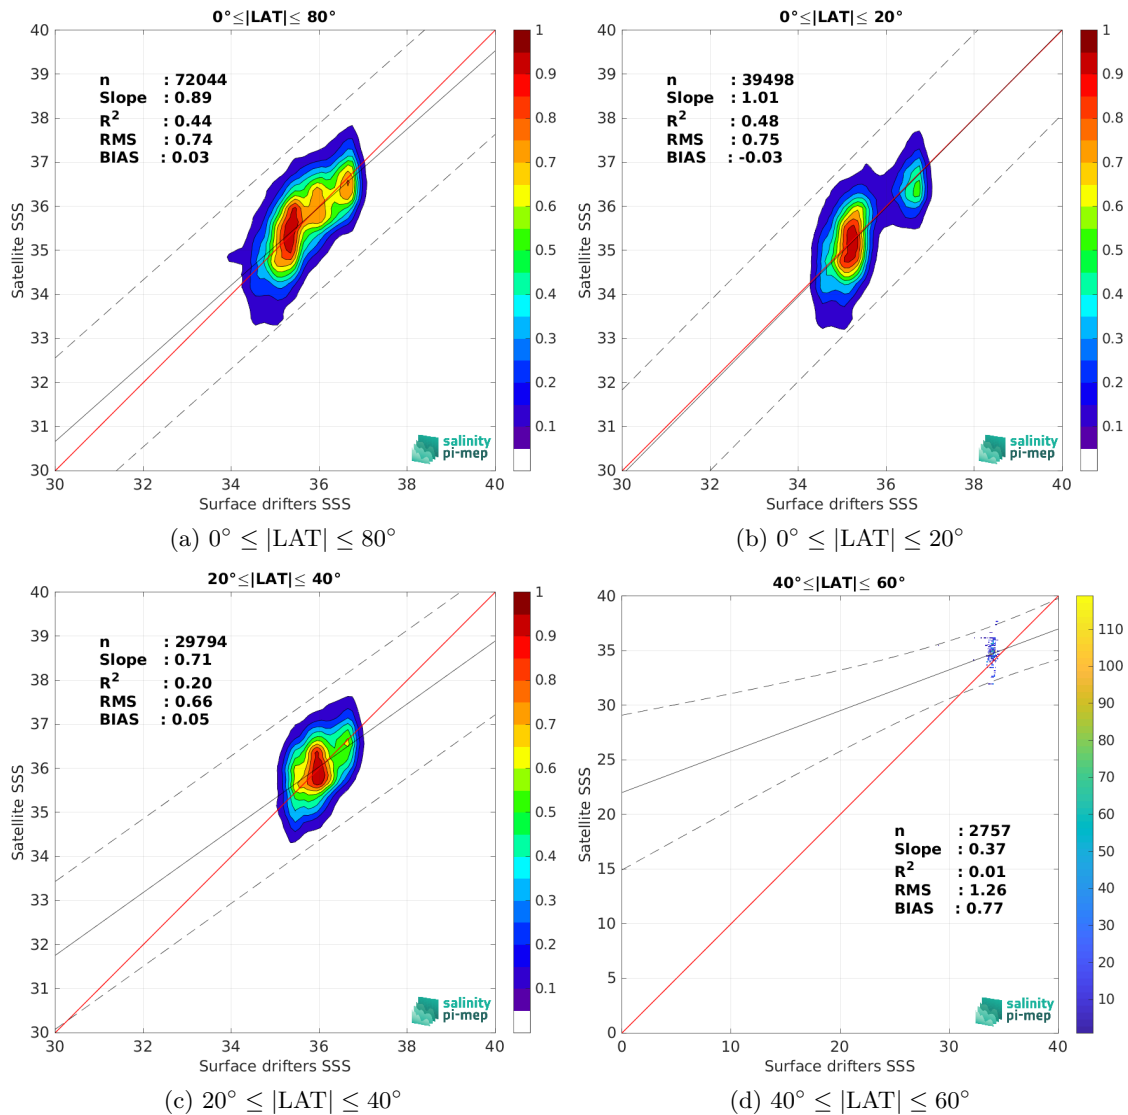 0°≤|LAT|≤ 80°
40
39
38
37
36
35
34
33
32
31
30
Satellite SSS
n : 72044
Slope : 0.89
R² : 0.44
RMS : 0.74
BIAS : 0.03
salinity
pi-mep
30 32 34 36 38 40
Surface drifters SSS
1
0.9
0.8
0.7
0.6
0.5
0.4
0.3
0.2
0.1
(a) 0° ≤ |LAT| ≤ 80°
0°≤|LAT|≤ 20°
40
39
38
37
36
35
34
33
32
31
30
Satellite SSS
n : 39498
Slope : 1.01
R² : 0.48
RMS : 0.75
BIAS : -0.03
salinity
pi-mep
30 32 34 36 38 40
Surface drifters SSS
1
0.9
0.8
0.7
0.6
0.5
0.4
0.3
0.2
0.1
(b) 0° ≤ |LAT| ≤ 20°
20°≤|LAT|≤ 40°
40
39
38
37
36
35
34
33
32
31
30
Satellite SSS
n : 29794
Slope : 0.71
R² : 0.20
RMS : 0.66
BIAS : 0.05
salinity
pi-mep
30 32 34 36 38 40
Surface drifters SSS
1
0.9
0.8
0.7
0.6
0.5
0.4
0.3
0.2
0.1
(c) 20° ≤ |LAT| ≤ 40°
40°≤|LAT|≤ 60°
40
35
30
25
20
15
10
5
0
Satellite SSS
n : 2757
Slope : 0.37
R² : 0.01
RMS : 1.26
BIAS : 0.77
salinity
pi-mep
0 10 20 30 40
Surface drifters SSS
110
100
90
80
70
60
50
40
30
20
10
(d) 40° ≤ |LAT| ≤ 60°